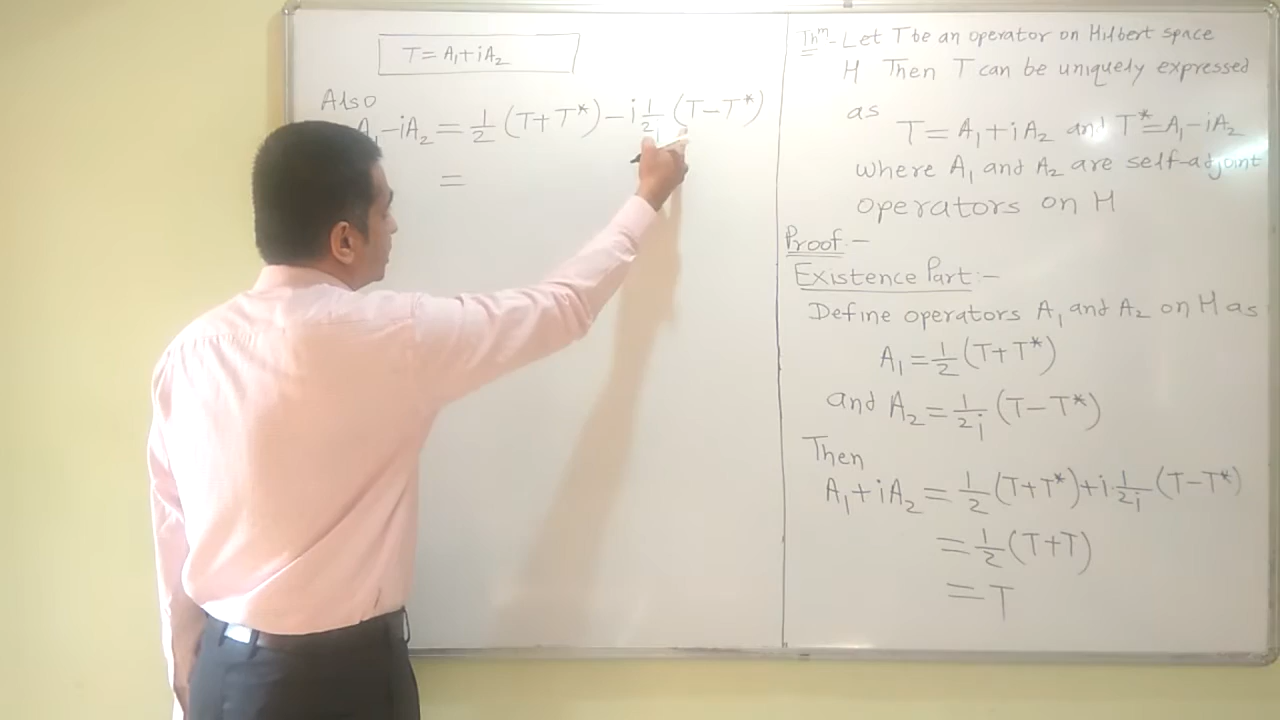 T = A₁ + iA₂
Also
A₁ - iA₂ = 1/2 (T + T*) - i 1/2i (T - T*)
=
Thᵐ - Let T be an operator on Hilbert space
H Then T can be uniquely expressed
as
T = A₁ + iA₂ and T* = A₁ - iA₂
where A₁ and A₂ are self-adjoint
operators on H
Proof :-
Existence Part :-
Define operators A₁ and A₂ on H as
A₁ = 1/2 (T + T*)
and A₂ = 1/2i (T - T*)
Then
A₁ + iA₂ = 1/2 (T + T*) + i . 1/2i (T - T*)
= 1/2 (T + T)
= T